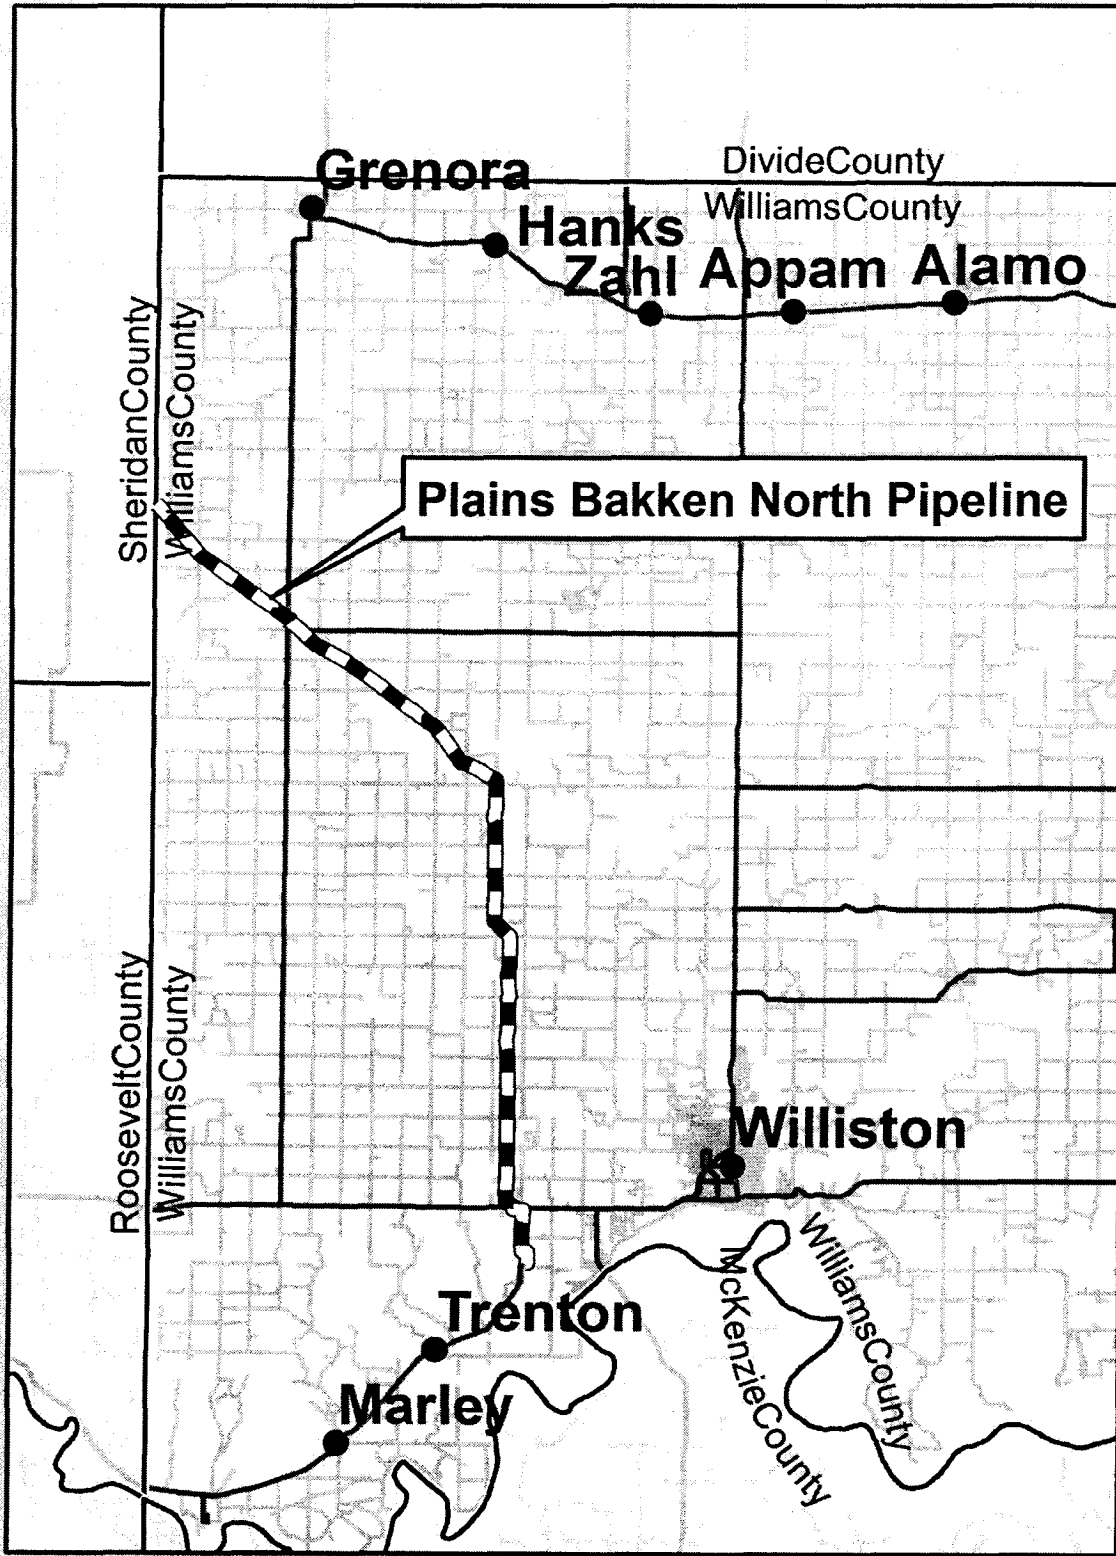 Grenora
DivideCounty
WilliamsCounty
Hanks
Zahl
Appam
Alamo
SheridanCounty
WilliamsCounty
Plains Bakken North Pipeline
RooseveltCounty
WilliamsCounty
Williston
Trenton
Marley
McKenzieCounty
WilliamsCounty